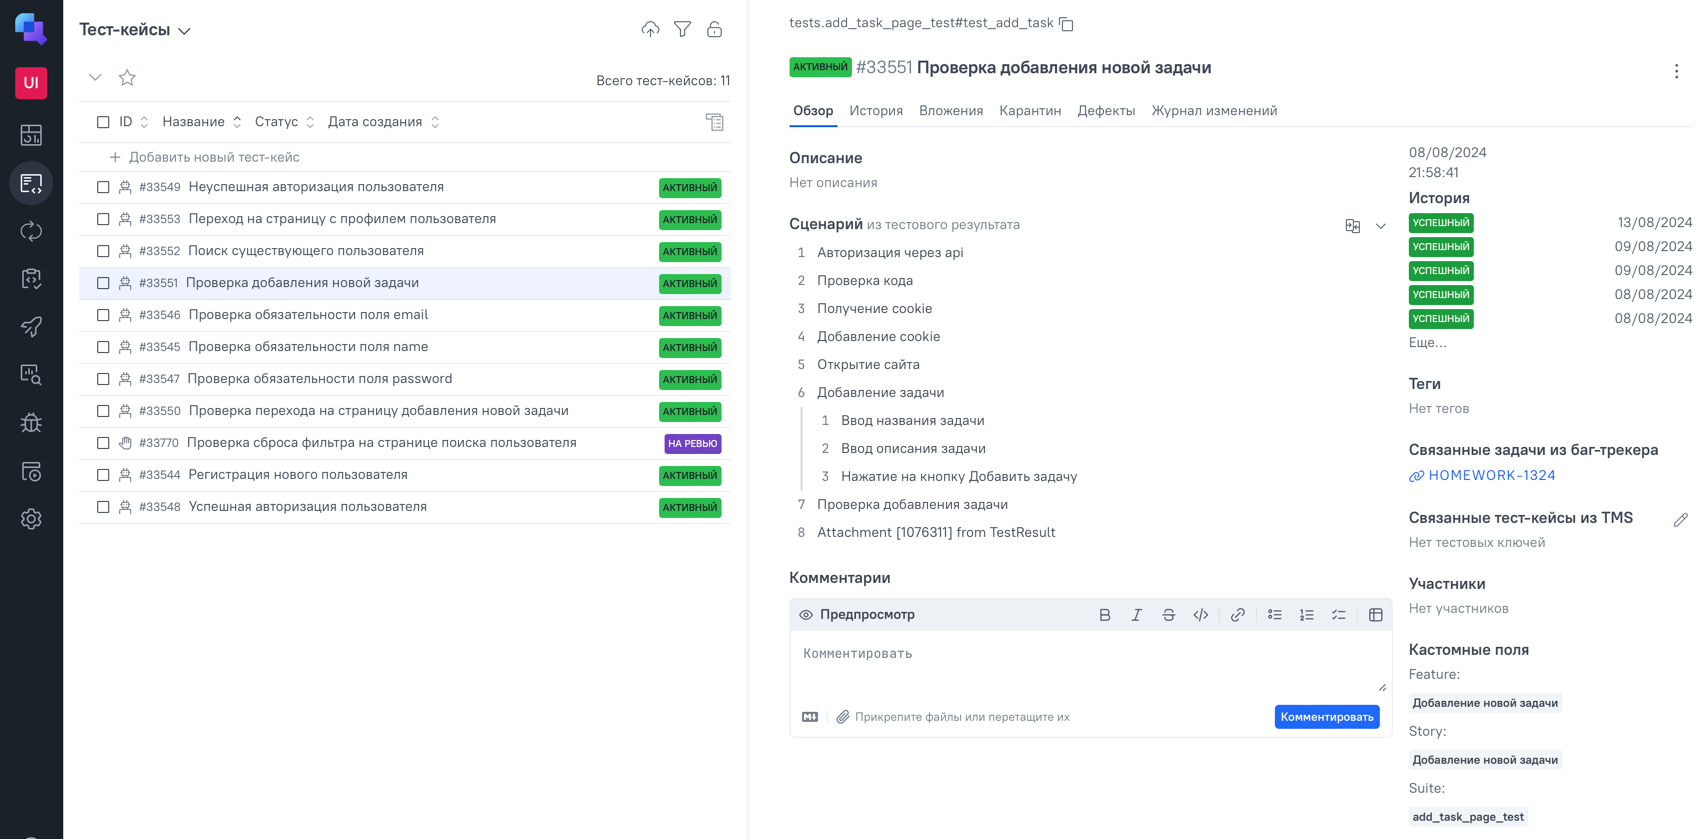 UI
Тест-кейсы
Всего тест-кейсов: 11
ID Название Статус Дата создания
Добавить новый тест-кейс
#33549 Неуспешная авторизация пользователя АКТИВНЫЙ
#33553 Переход на страницу с профилем пользователя АКТИВНЫЙ
#33552 Поиск существующего пользователя АКТИВНЫЙ
#33551 Проверка добавления новой задачи АКТИВНЫЙ
#33546 Проверка обязательности поля email АКТИВНЫЙ
#33545 Проверка обязательности поля name АКТИВНЫЙ
#33547 Проверка обязательности поля password АКТИВНЫЙ
#33550 Проверка перехода на страницу добавления новой задачи АКТИВНЫЙ
#33770 Проверка сброса фильтра на странице поиска пользователя НА РЕВЬЮ
#33544 Регистрация нового пользователя АКТИВНЫЙ
#33548 Успешная авторизация пользователя АКТИВНЫЙ
tests.add_task_page_test#test_add_task
АКТИВНЫЙ #33551 Проверка добавления новой задачи
Обзор История Вложения Карантин Дефекты Журнал изменений
Описание
Нет описания
Сценарий из тестового результата
1 Авторизация через api
2 Проверка кода
3 Получение cookie
4 Добавление cookie
5 Открытие сайта
6 Добавление задачи
1 Ввод названия задачи
2 Ввод описания задачи
3 Нажатие на кнопку Добавить задачу
7 Проверка добавления задачи
8 Attachment [1076311] from TestResult
Комментарии
Предпросмотр
Комментировать
Прикрепите файлы или перетащите их
Комментировать
08/08/2024
21:58:41
История
УСПЕШНЫЙ 13/08/2024
УСПЕШНЫЙ 09/08/2024
УСПЕШНЫЙ 09/08/2024
УСПЕШНЫЙ 08/08/2024
УСПЕШНЫЙ 08/08/2024
Еще...
Теги
Нет тегов
Связанные задачи из баг-трекера
HOMEWORK-1324
Связанные тест-кейсы из TMS
Нет тестовых ключей
Участники
Нет участников
Кастомные поля
Feature:
Добавление новой задачи
Story:
Добавление новой задачи
Suite:
add_task_page_test